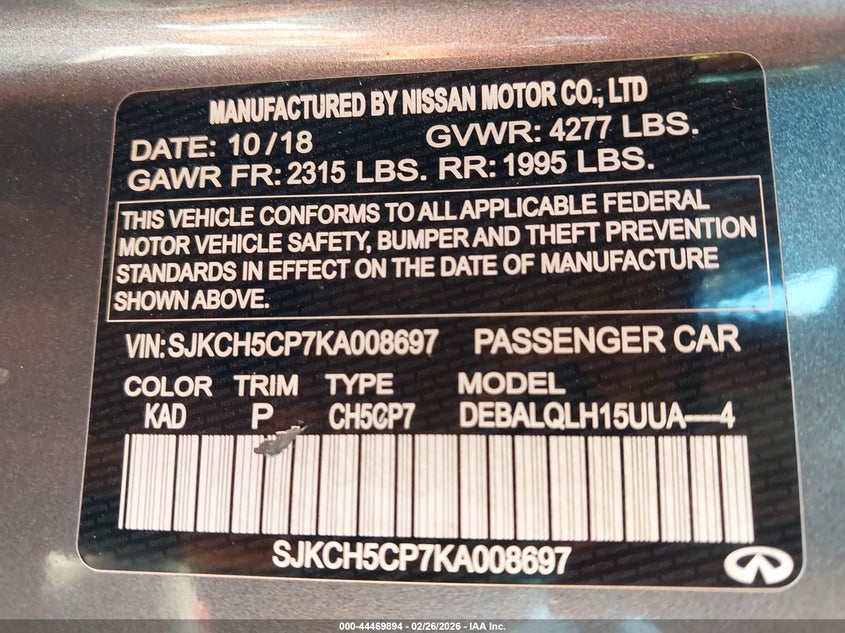 MANUFACTURED BY NISSAN MOTOR CO., LTD
DATE: 10/18 GVWR: 4277 LBS.
GAWR FR: 2315 LBS. RR: 1995 LBS.
THIS VEHICLE CONFORMS TO ALL APPLICABLE FEDERAL
MOTOR VEHICLE SAFETY, BUMPER AND THEFT PREVENTION
STANDARDS IN EFFECT ON THE DATE OF MANUFACTURE
SHOWN ABOVE.
VIN: SJKCH5CP7KA008697 PASSENGER CAR
COLOR TRIM TYPE MODEL
KAD P CH5CP7 DEBALQLH15UUA----4
SJKCH5CP7KA008697
000-44469894 - 02/26/2026 - IAA Inc.